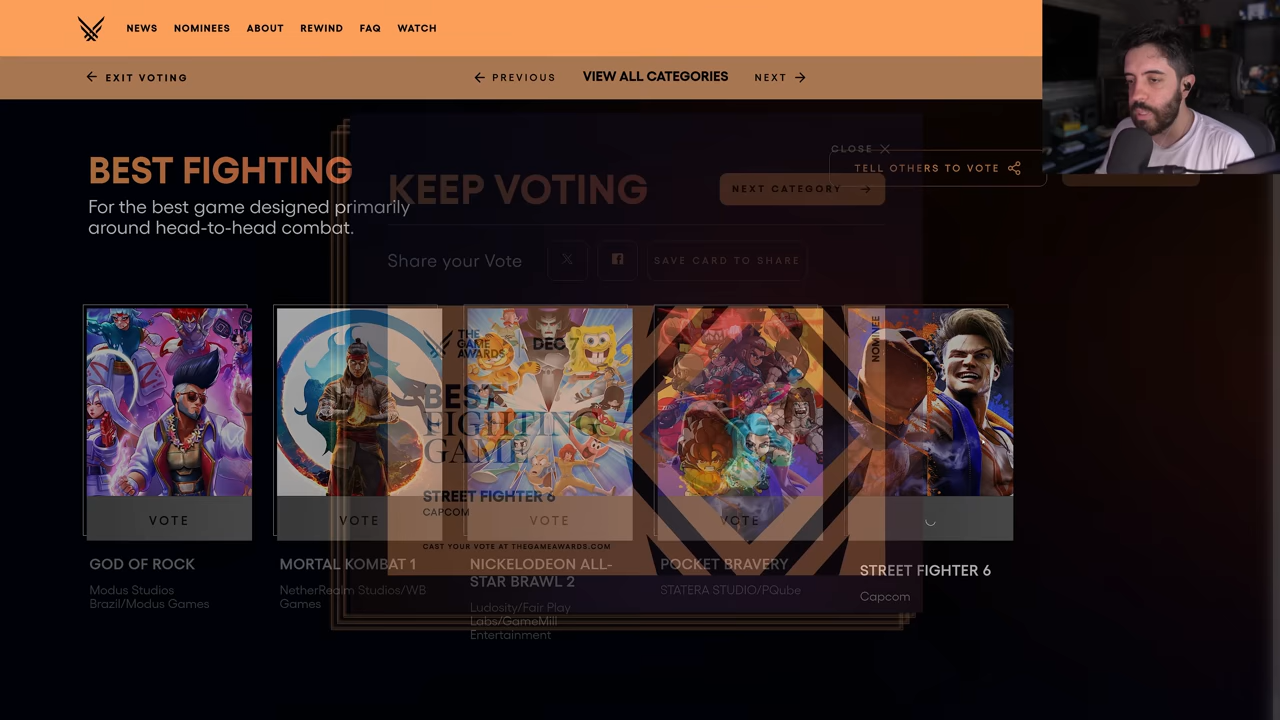 NEWS NOMINEES ABOUT REWIND FAQ WATCH
EXIT VOTING
PREVIOUS VIEW ALL CATEGORIES NEXT
BEST FIGHTING
For the best game designed primarily
around head-to-head combat.
CLOSE
TELL OTHERS TO VOTE
KEEP VOTING
NEXT CATEGORY
Share your Vote
SAVE CARD TO SHARE
THE
GAME
AWARDS
DEC 7
NOMINEE
BEST
FIGHTING
GAME
STREET FIGHTER 6
CAPCOM
CAST YOUR VOTE AT THEGAMEAWARDS.COM
VOTE
GOD OF ROCK
Modus Studios
Brazil/Modus Games
VOTE
MORTAL KOMBAT 1
NetherRealm Studios/WB
Games
VOTE
NICKELODEON ALL-
STAR BRAWL 2
Ludosity/Fair Play
Labs/GameMill
Entertainment
VOTE
POCKET BRAVERY
STATERA STUDIO/PQube
STREET FIGHTER 6
Capcom